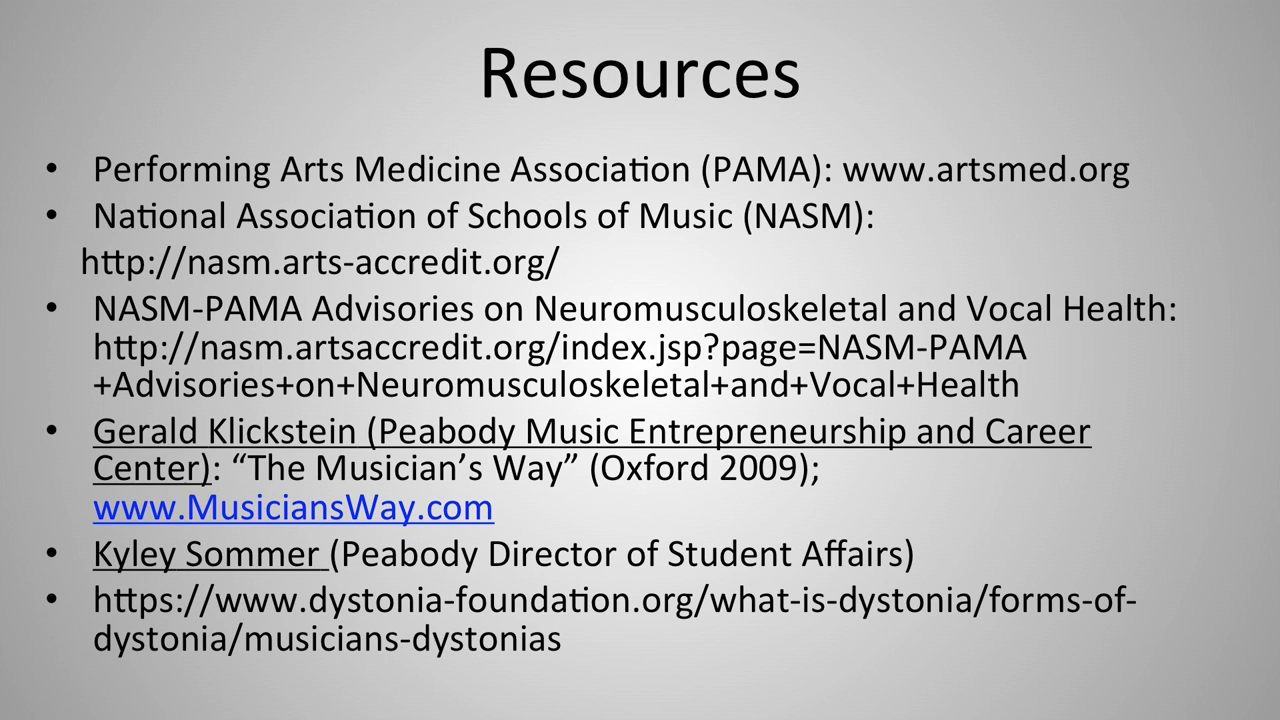 Resources
• Performing Arts Medicine Association (PAMA): www.artsmed.org
• National Association of Schools of Music (NASM):
http://nasm.arts-accredit.org/
• NASM-PAMA Advisories on Neuromusculoskeletal and Vocal Health:
http://nasm.artsaccredit.org/index.jsp?page=NASM-PAMA
+Advisories+on+Neuromusculoskeletal+and+Vocal+Health
• Gerald Klickstein (Peabody Music Entrepreneurship and Career
Center): “The Musician’s Way” (Oxford 2009);
www.MusiciansWay.com
• Kyley Sommer (Peabody Director of Student Affairs)
• https://www.dystonia-foundation.org/what-is-dystonia/forms-of-
dystonia/musicians-dystonias